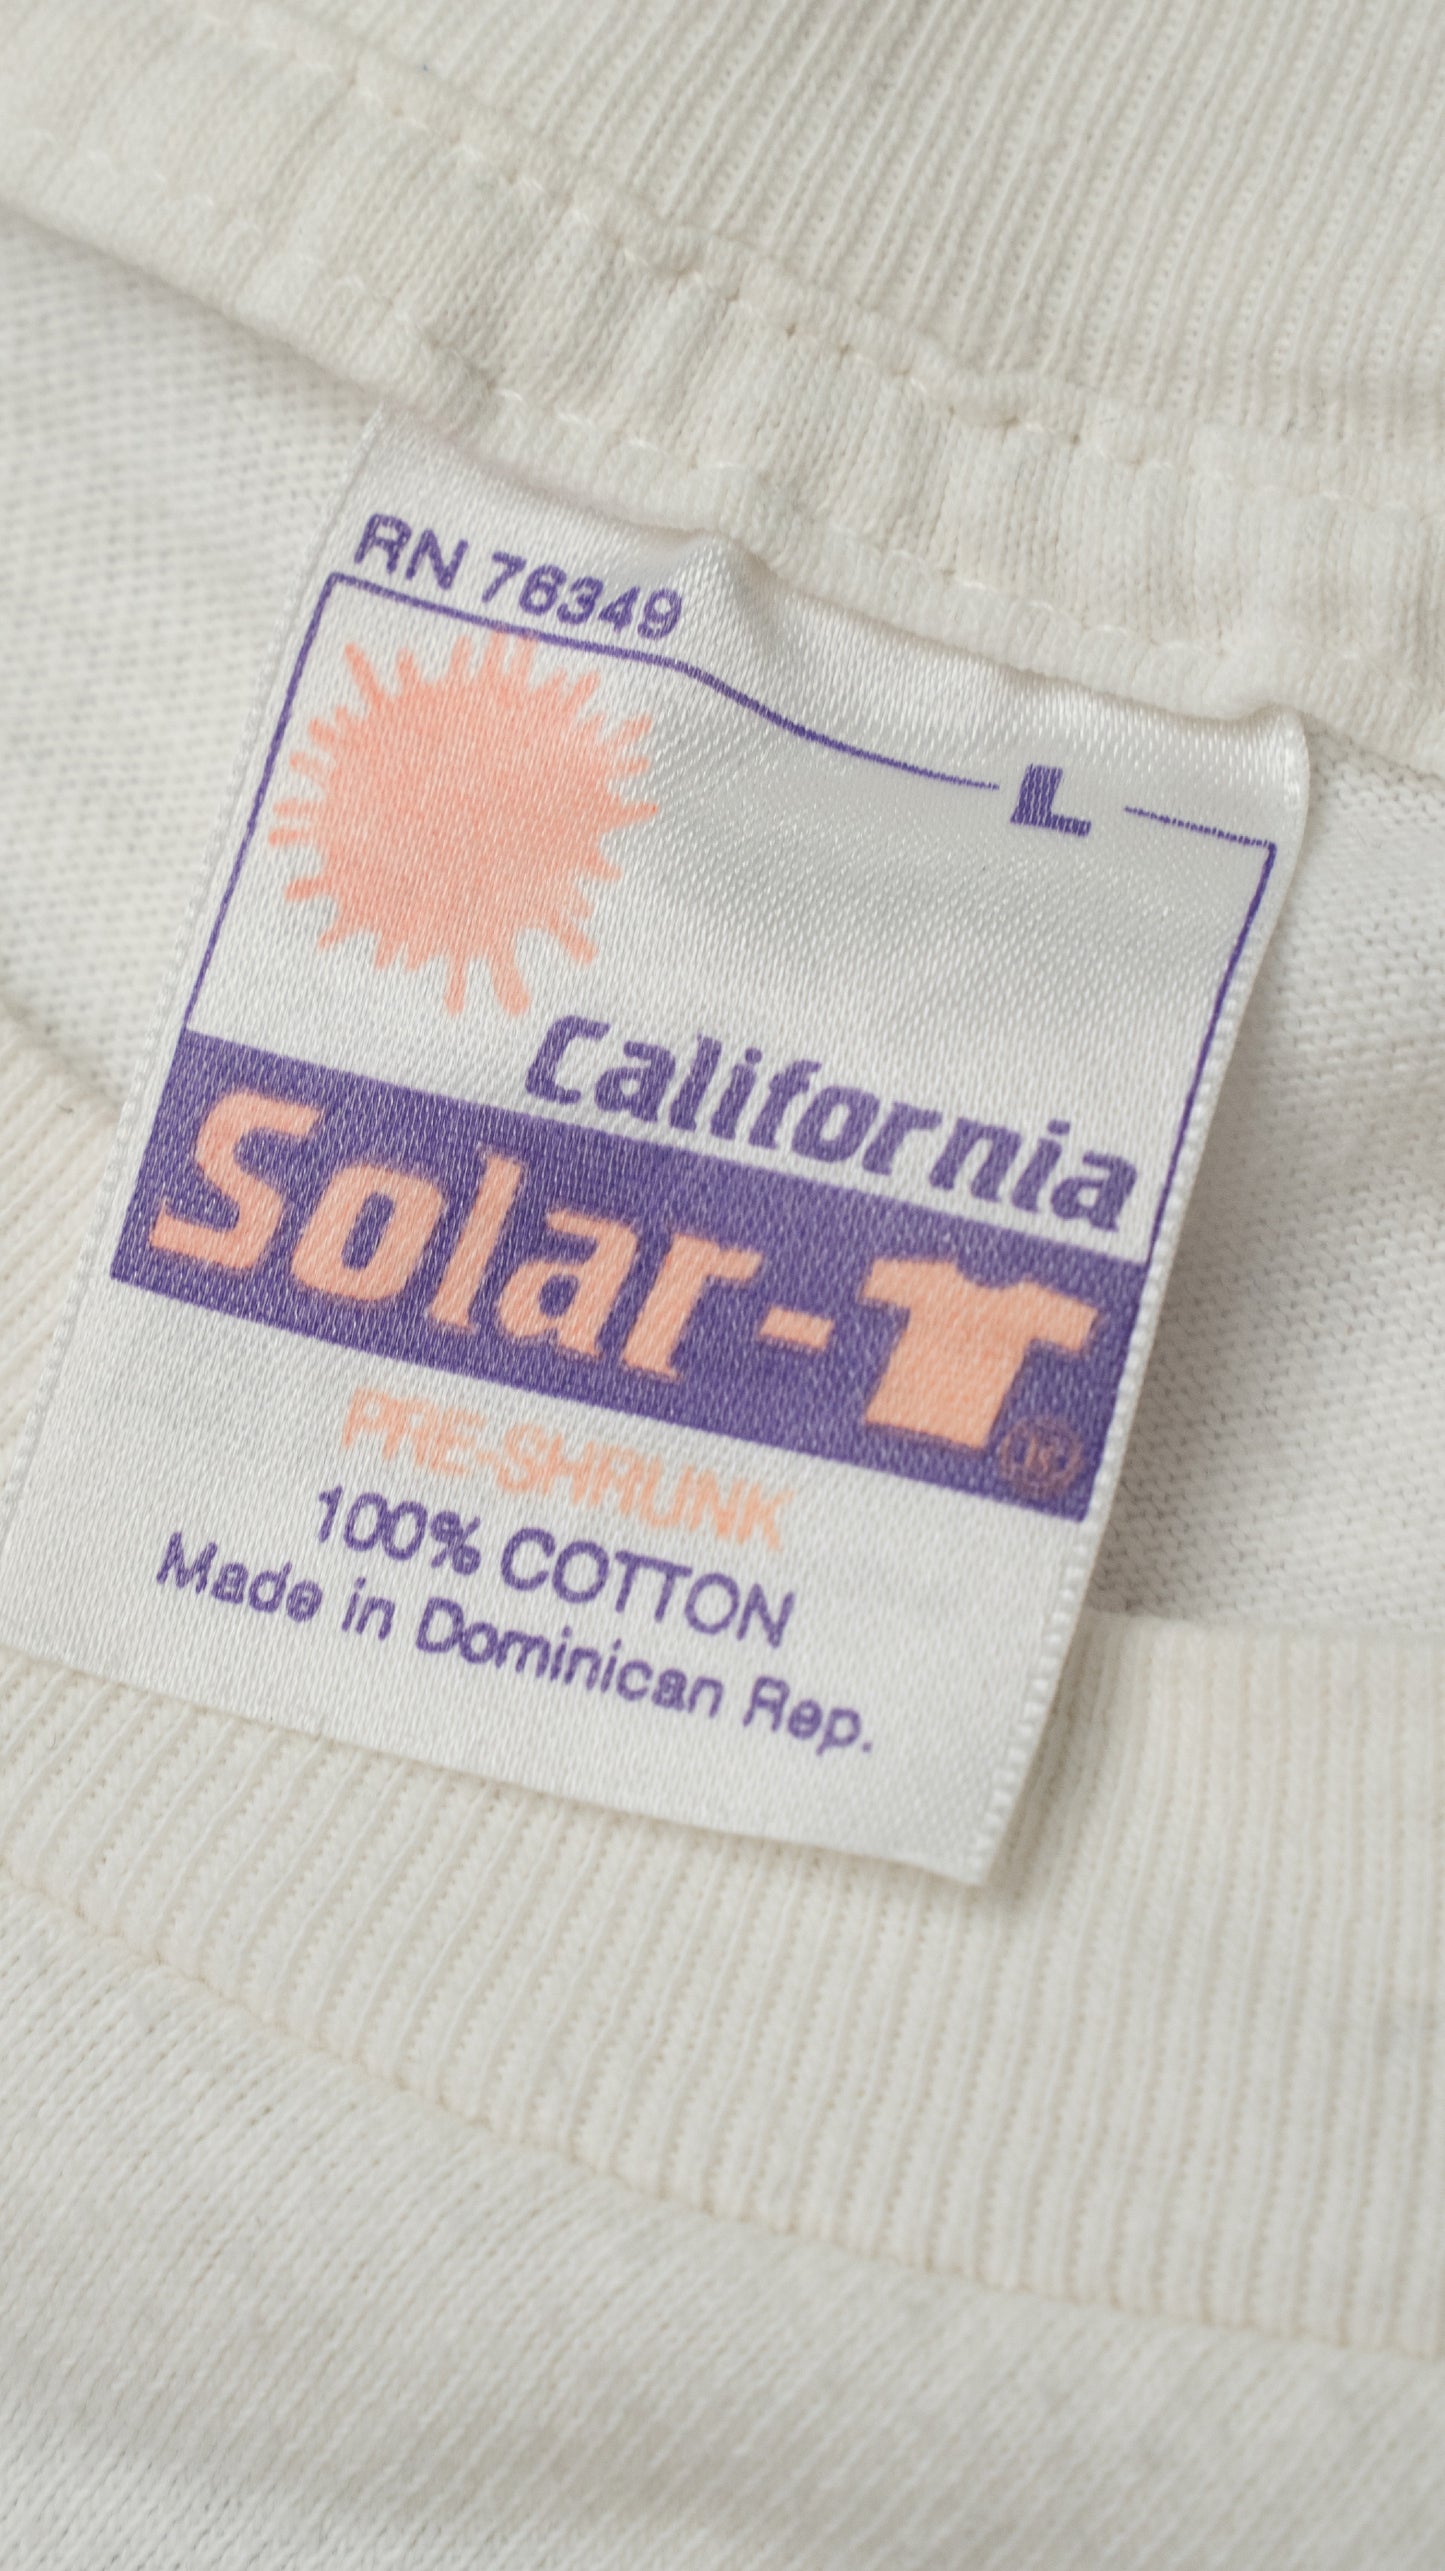 RN 76349
L
California
Solar-T
PRE-SHRUNK
100% COTTON
Made in Dominican Rep.